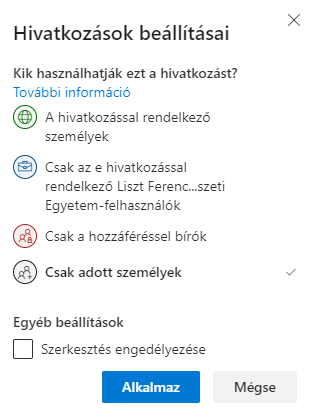 Hivatkozások beállításai
Kik használhatják ezt a hivatkozást?
További információ
A hivatkozással rendelkező
személyek
Csak az e hivatkozással
rendelkező Liszt Ferenc...szeti
Egyetem-felhasználók
Csak a hozzáféréssel bírók
Csak adott személyek
Egyéb beállítások
Szerkesztés engedélyezése
Alkalmaz
Mégse